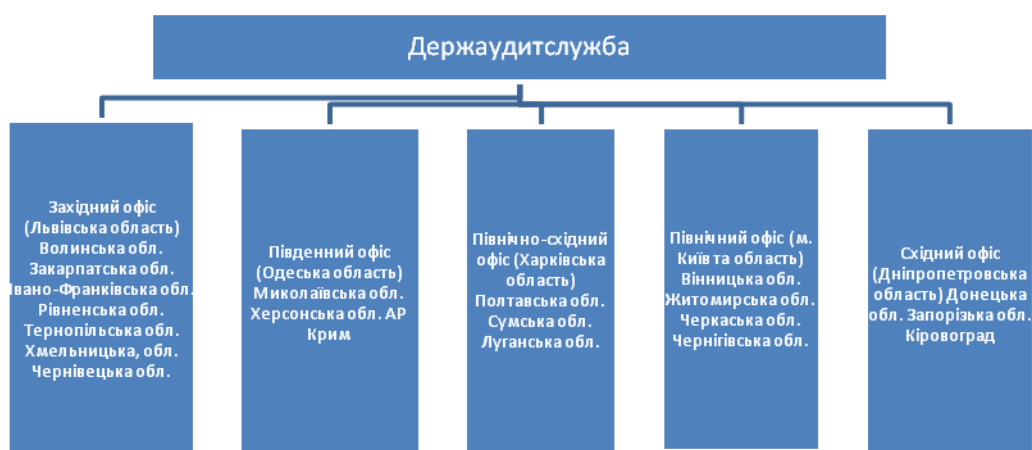 Держаудитслужба
Західний офіс
(Львівська область)
Волинська обл.
Закарпатська обл.
Івано-Франківська обл.
Рівненська обл.
Тернопільська обл.
Хмельницька, обл.
Чернівецька обл.
Південний офіс
(Одеська область)
Миколаївська обл.
Херсонська обл. АР
Крим
Північно-східний
офіс (Харківська
область)
Полтавська обл.
Сумська обл.
Луганська обл.
Північний офіс (м.
Київ та область)
Вінницька обл.
Житомирська обл.
Черкаська обл.
Чернігівська обл.
Східний офіс
(Дніпропетровська
область) Донецька
обл. Запорізька обл.
Кіровоград